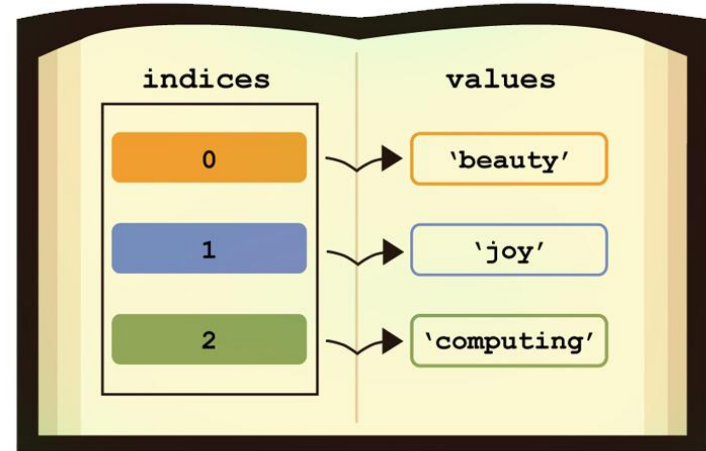 indices values
0 ‘beauty’
1 ‘joy’
2 ‘computing’